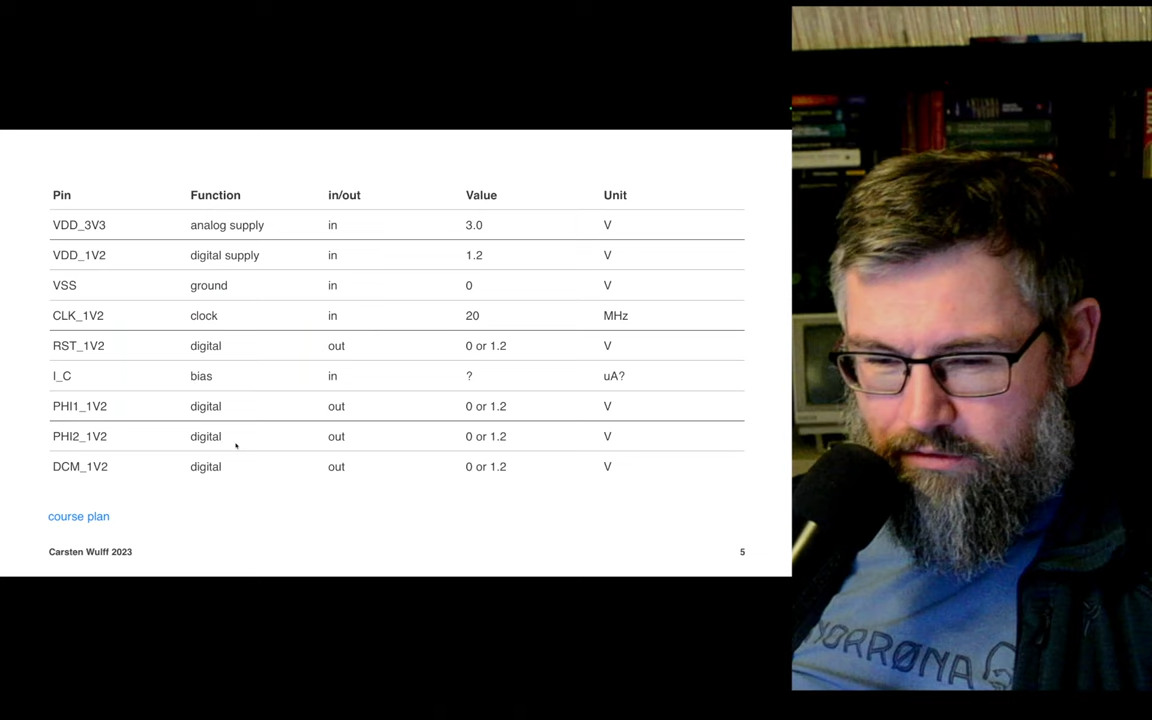 Pin Function in/out Value Unit
VDD_3V3 analog supply in 3.0 V
VDD_1V2 digital supply in 1.2 V
VSS ground in 0 V
CLK_1V2 clock in 20 MHz
RST_1V2 digital out 0 or 1.2 V
I_C bias in ? uA?
PHI1_1V2 digital out 0 or 1.2 V
PHI2_1V2 digital out 0 or 1.2 V
DCM_1V2 digital out 0 or 1.2 V
course plan
Carsten Wulff 2023 5
NORRØNA